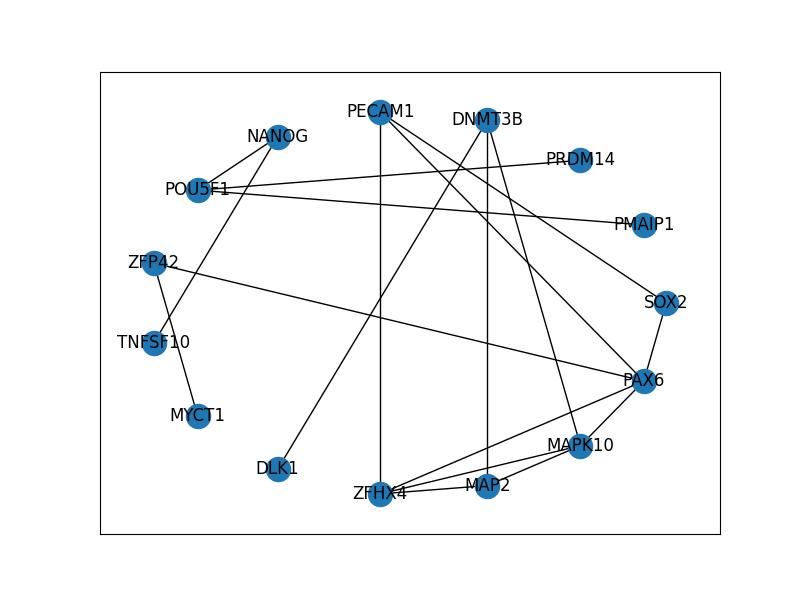 PECAM1
DNMT3B
NANOG
PRDM14
POU5F1
PMAIP1
ZFP42
SOX2
TNFSF10
PAX6
MYCT1
MAPK10
DLK1
MAP2
ZFHX4